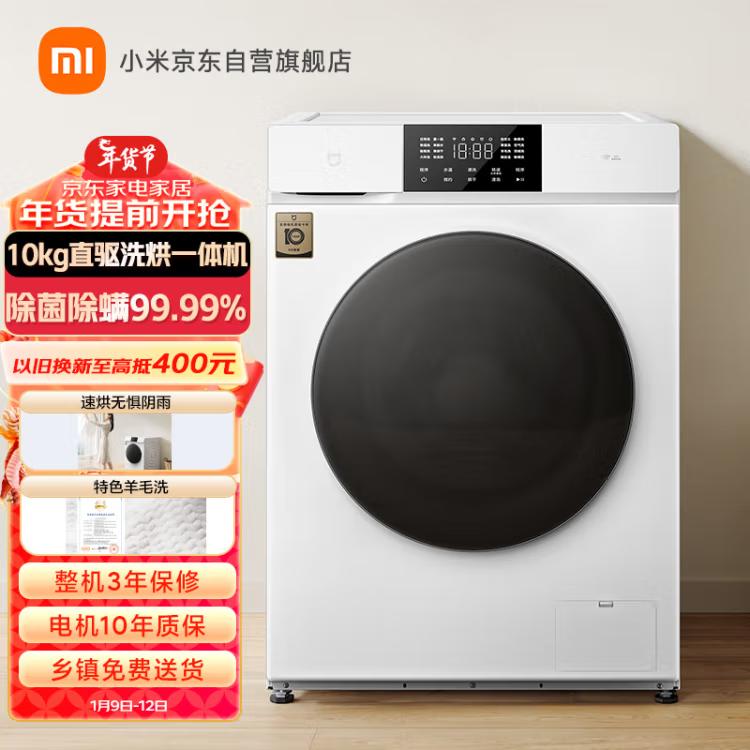 mi
小米京东自营旗舰店
年货节
京东家电家居
年货提前开抢
10kg直驱洗烘一体机
除菌除螨99.99%
以旧换新至高抵400元
速烘无惧阴雨
特色羊毛洗
整机3年保修
电机10年质保
乡镇免费送货
1月9日-12日
18:88
10